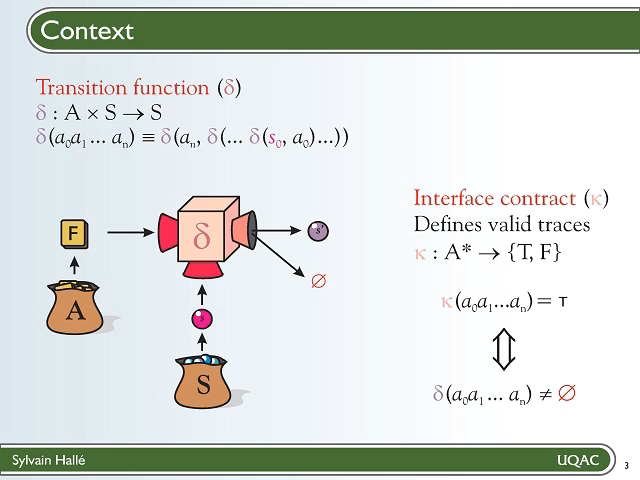 Context
Transition function (δ)
δ : A × S → S
δ(a₀a₁ … aₙ) ≡ δ(aₙ, δ(… δ(s₀, a₀)…))
Interface contract (κ)
Defines valid traces
κ : A* → {T, F}
F
δ
s'
∅
A
s
S
κ(a₀a₁…aₙ) = T
⇕
δ(a₀a₁ … aₙ) ≠ ∅
Sylvain Hallé
UQAC
3